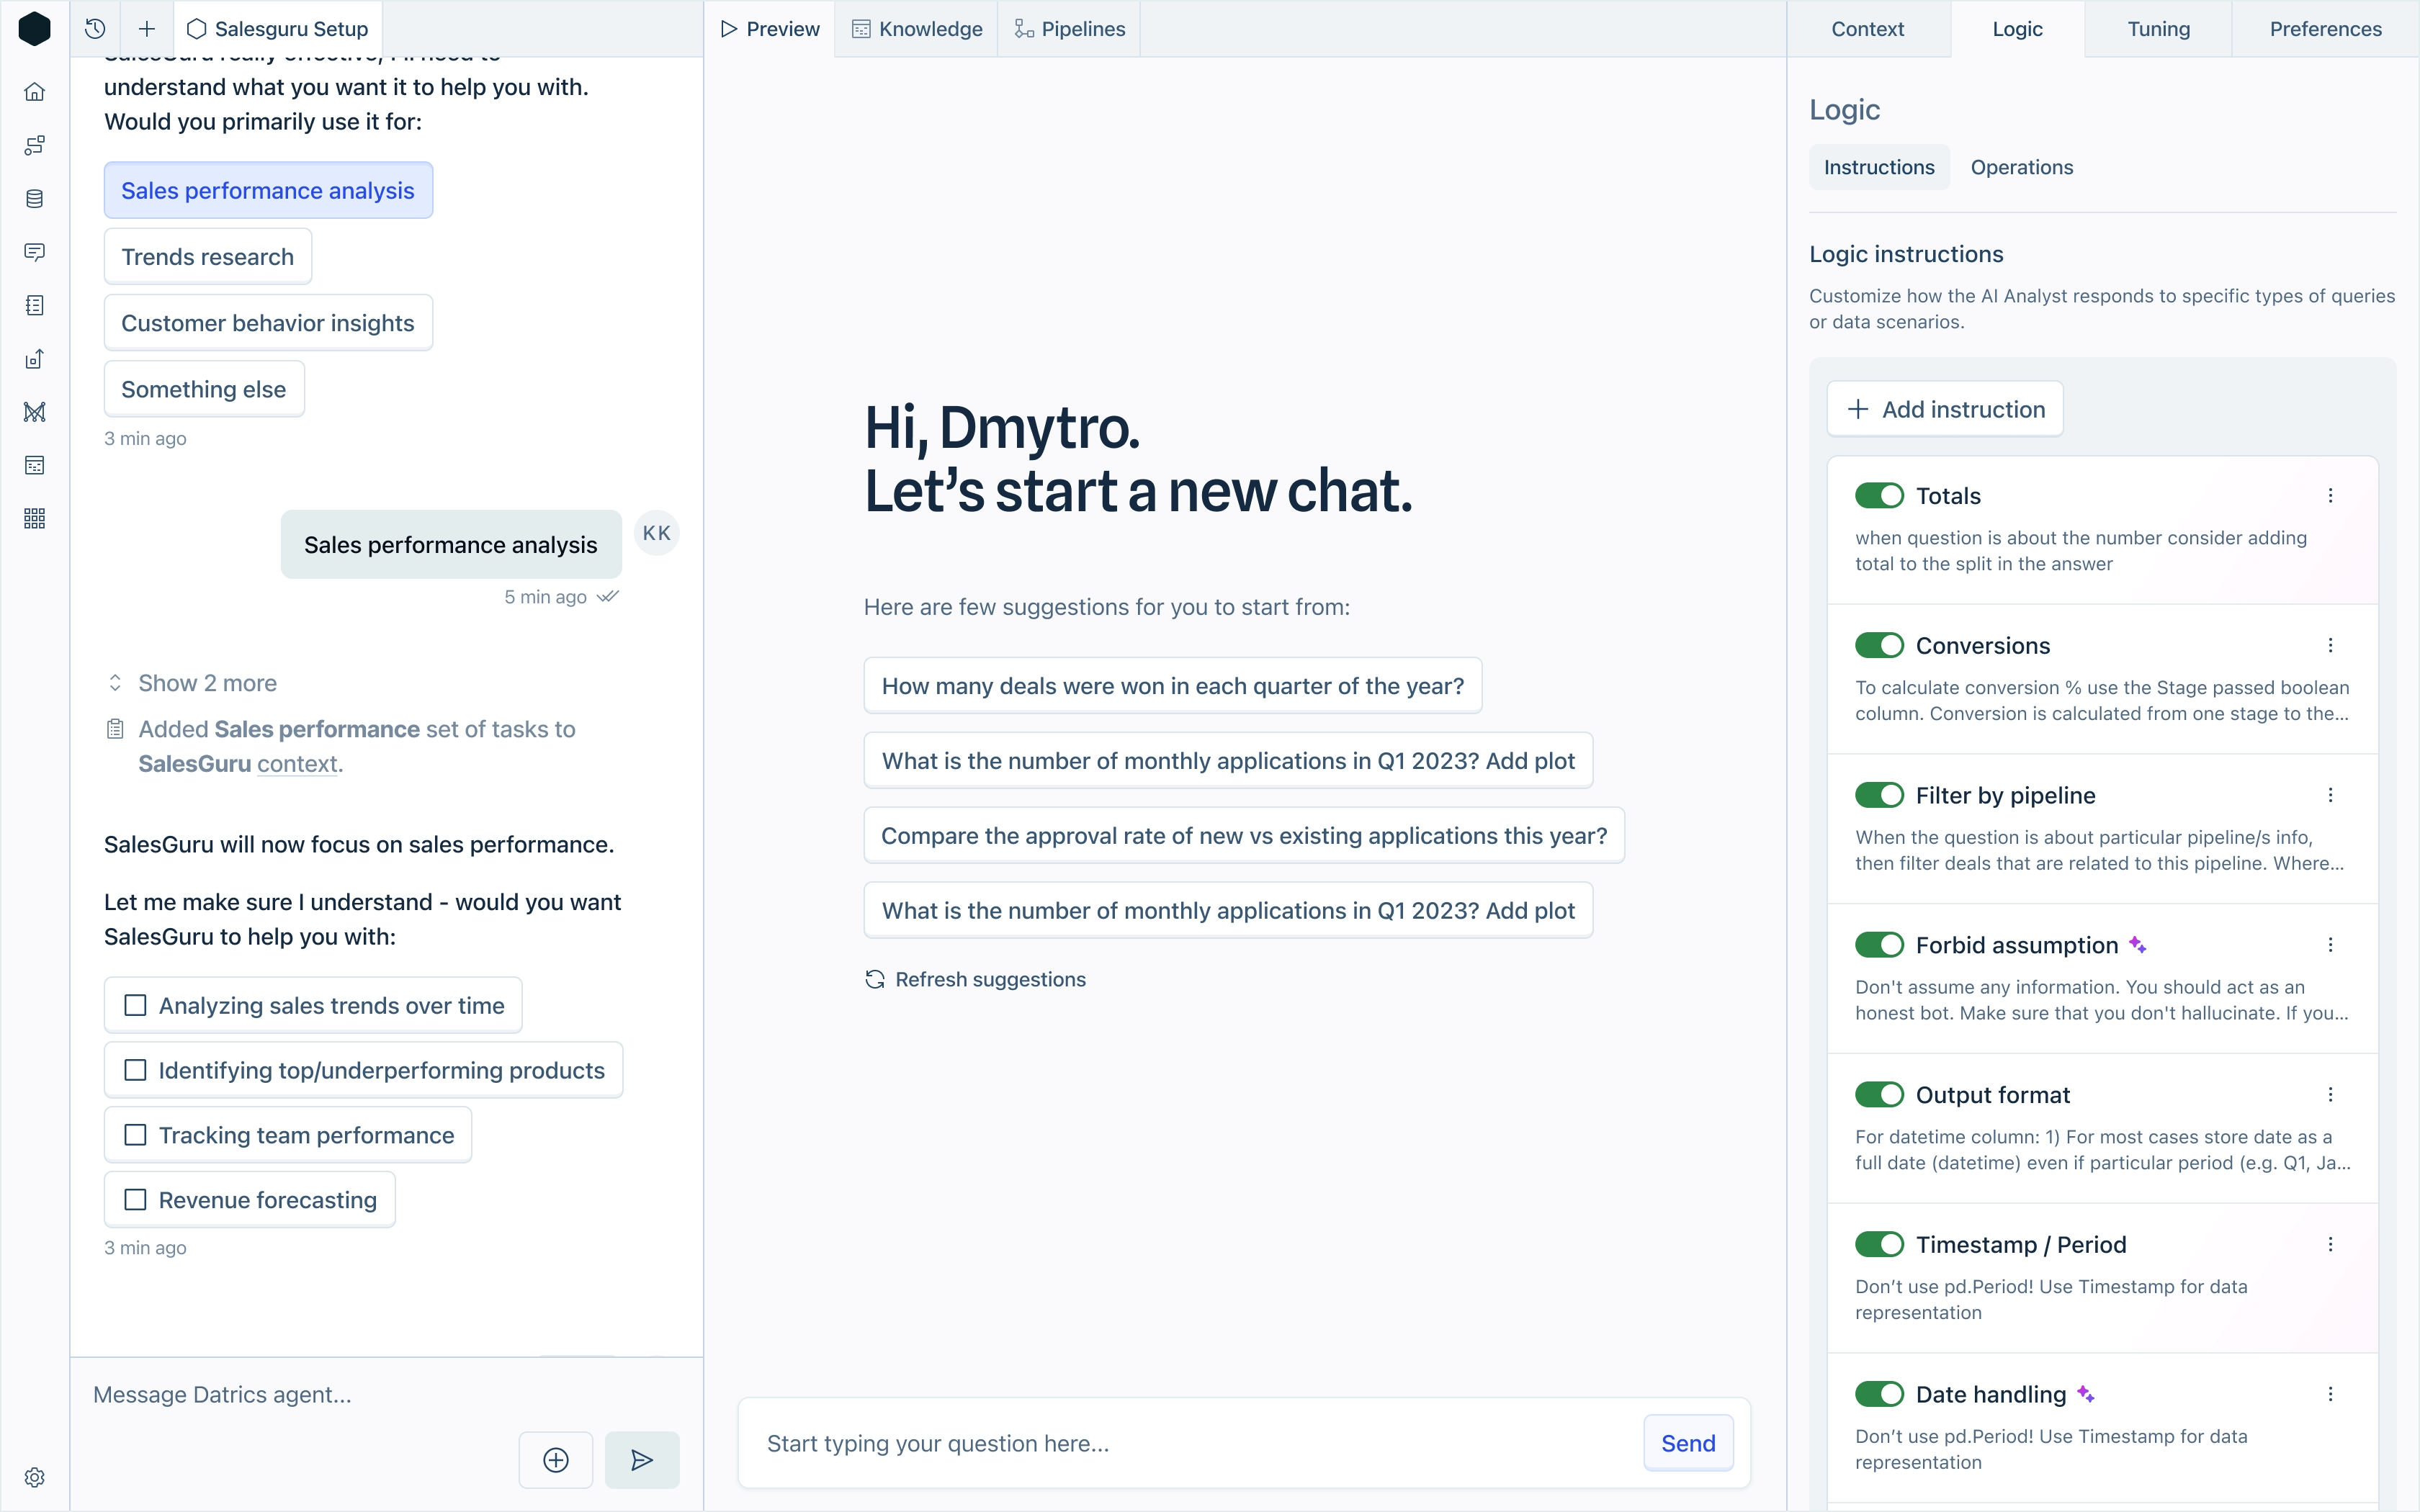 Salesguru Setup
SalesGuru really effective, I'll need to
understand what you want it to help you with.
Would you primarily use it for:
Sales performance analysis
Trends research
Customer behavior insights
Something else
3 min ago
Sales performance analysis
KK
5 min ago
Show 2 more
Added Sales performance set of tasks to
SalesGuru context.
SalesGuru will now focus on sales performance.
Let me make sure I understand - would you want
SalesGuru to help you with:
Analyzing sales trends over time
Identifying top/underperforming products
Tracking team performance
Revenue forecasting
3 min ago
Message Datrics agent...
Preview
Knowledge
Pipelines
Hi, Dmytro.
Let’s start a new chat.
Here are few suggestions for you to start from:
How many deals were won in each quarter of the year?
What is the number of monthly applications in Q1 2023? Add plot
Compare the approval rate of new vs existing applications this year?
What is the number of monthly applications in Q1 2023? Add plot
Refresh suggestions
Start typing your question here...
Send
Context
Logic
Tuning
Preferences
Logic
Instructions
Operations
Logic instructions
Customize how the AI Analyst responds to specific types of queries
or data scenarios.
Add instruction
Totals
when question is about the number consider adding
total to the split in the answer
Conversions
To calculate conversion % use the Stage passed boolean
column. Conversion is calculated from one stage to the...
Filter by pipeline
When the question is about particular pipeline/s info,
then filter deals that are related to this pipeline. Where...
Forbid assumption
Don't assume any information. You should act as an
honest bot. Make sure that you don't hallucinate. If you...
Output format
For datetime column: 1) For most cases store date as a
full date (datetime) even if particular period (e.g. Q1, Ja...
Timestamp / Period
Don’t use pd.Period! Use Timestamp for data
representation
Date handling
Don’t use pd.Period! Use Timestamp for data
representation